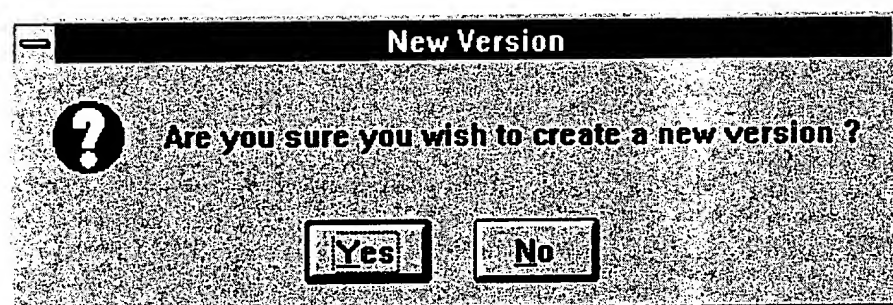 New Version
? Are you sure you wish to create a new version ?
Yes No